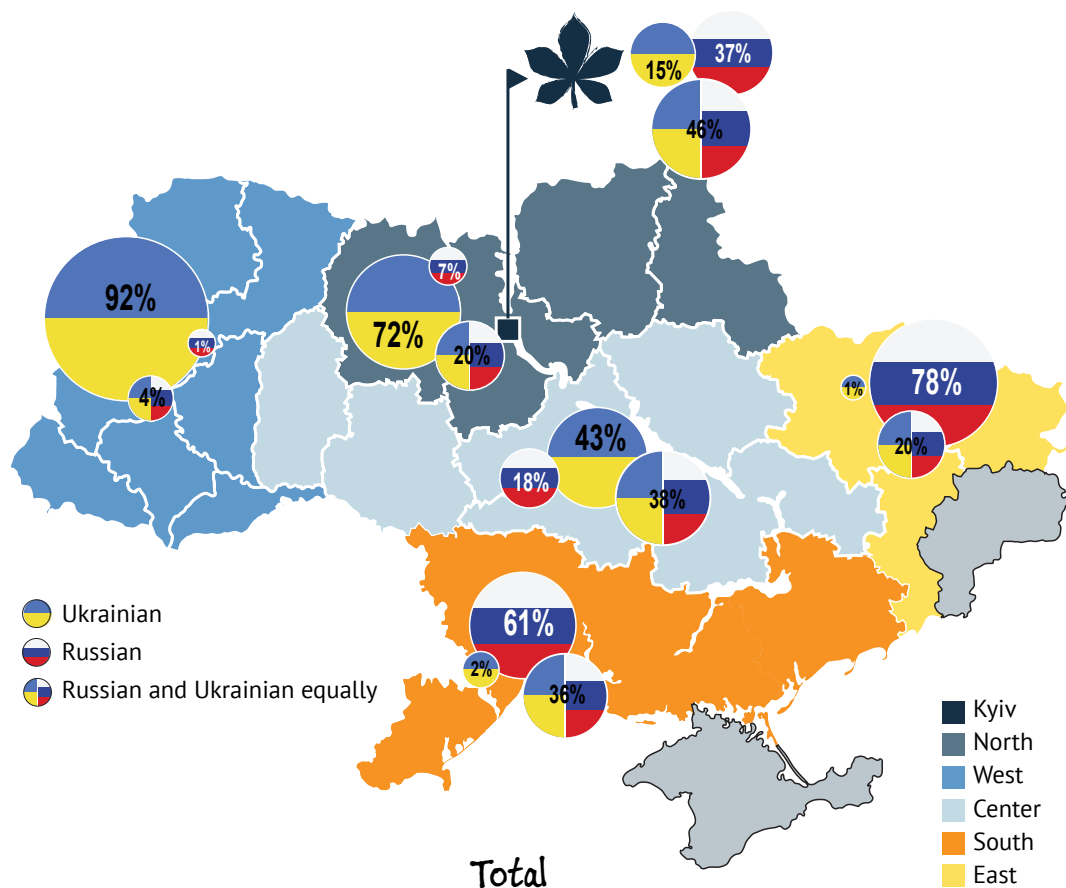 37%
15%
46%
7%
92%
72%
20%
1%
4%
78%
1%
20%
43%
18%
38%
61%
2%
36%
Ukrainian
Russian
Russian and Ukrainian equally
Kyiv
North
West
Center
South
East
Total